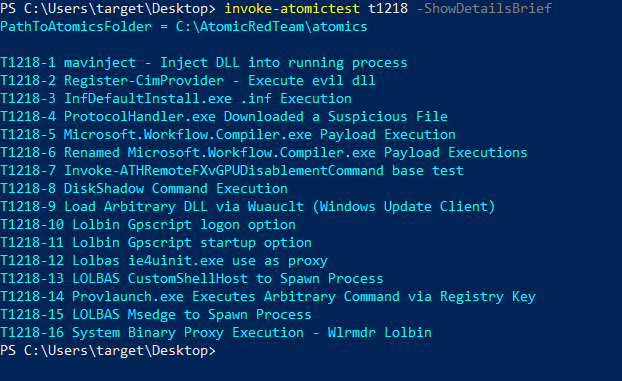 PS C:\Users\target\Desktop> invoke-atomictest t1218 -ShowDetailsBrief
PathToAtomicsFolder = C:\AtomicRedTeam\atomics
T1218-1 mavinject - Inject DLL into running process
T1218-2 Register-CimProvider - Execute evil dll
T1218-3 InfDefaultInstall.exe .inf Execution
T1218-4 ProtocolHandler.exe Downloaded a Suspicious File
T1218-5 Microsoft.Workflow.Compiler.exe Payload Execution
T1218-6 Renamed Microsoft.Workflow.Compiler.exe Payload Executions
T1218-7 Invoke-ATHRemoteFXvGPUDisablementCommand base test
T1218-8 DiskShadow Command Execution
T1218-9 Load Arbitrary DLL via Wuauclt (Windows Update Client)
T1218-10 Lolbin Gpscript logon option
T1218-11 Lolbin Gpscript startup option
T1218-12 Lolbas ie4uinit.exe use as proxy
T1218-13 LOLBAS CustomShellHost to Spawn Process
T1218-14 Provlaunch.exe Executes Arbitrary Command via Registry Key
T1218-15 LOLBAS Msedge to Spawn Process
T1218-16 System Binary Proxy Execution - Wlrmdr Lolbin
PS C:\Users\target\Desktop>